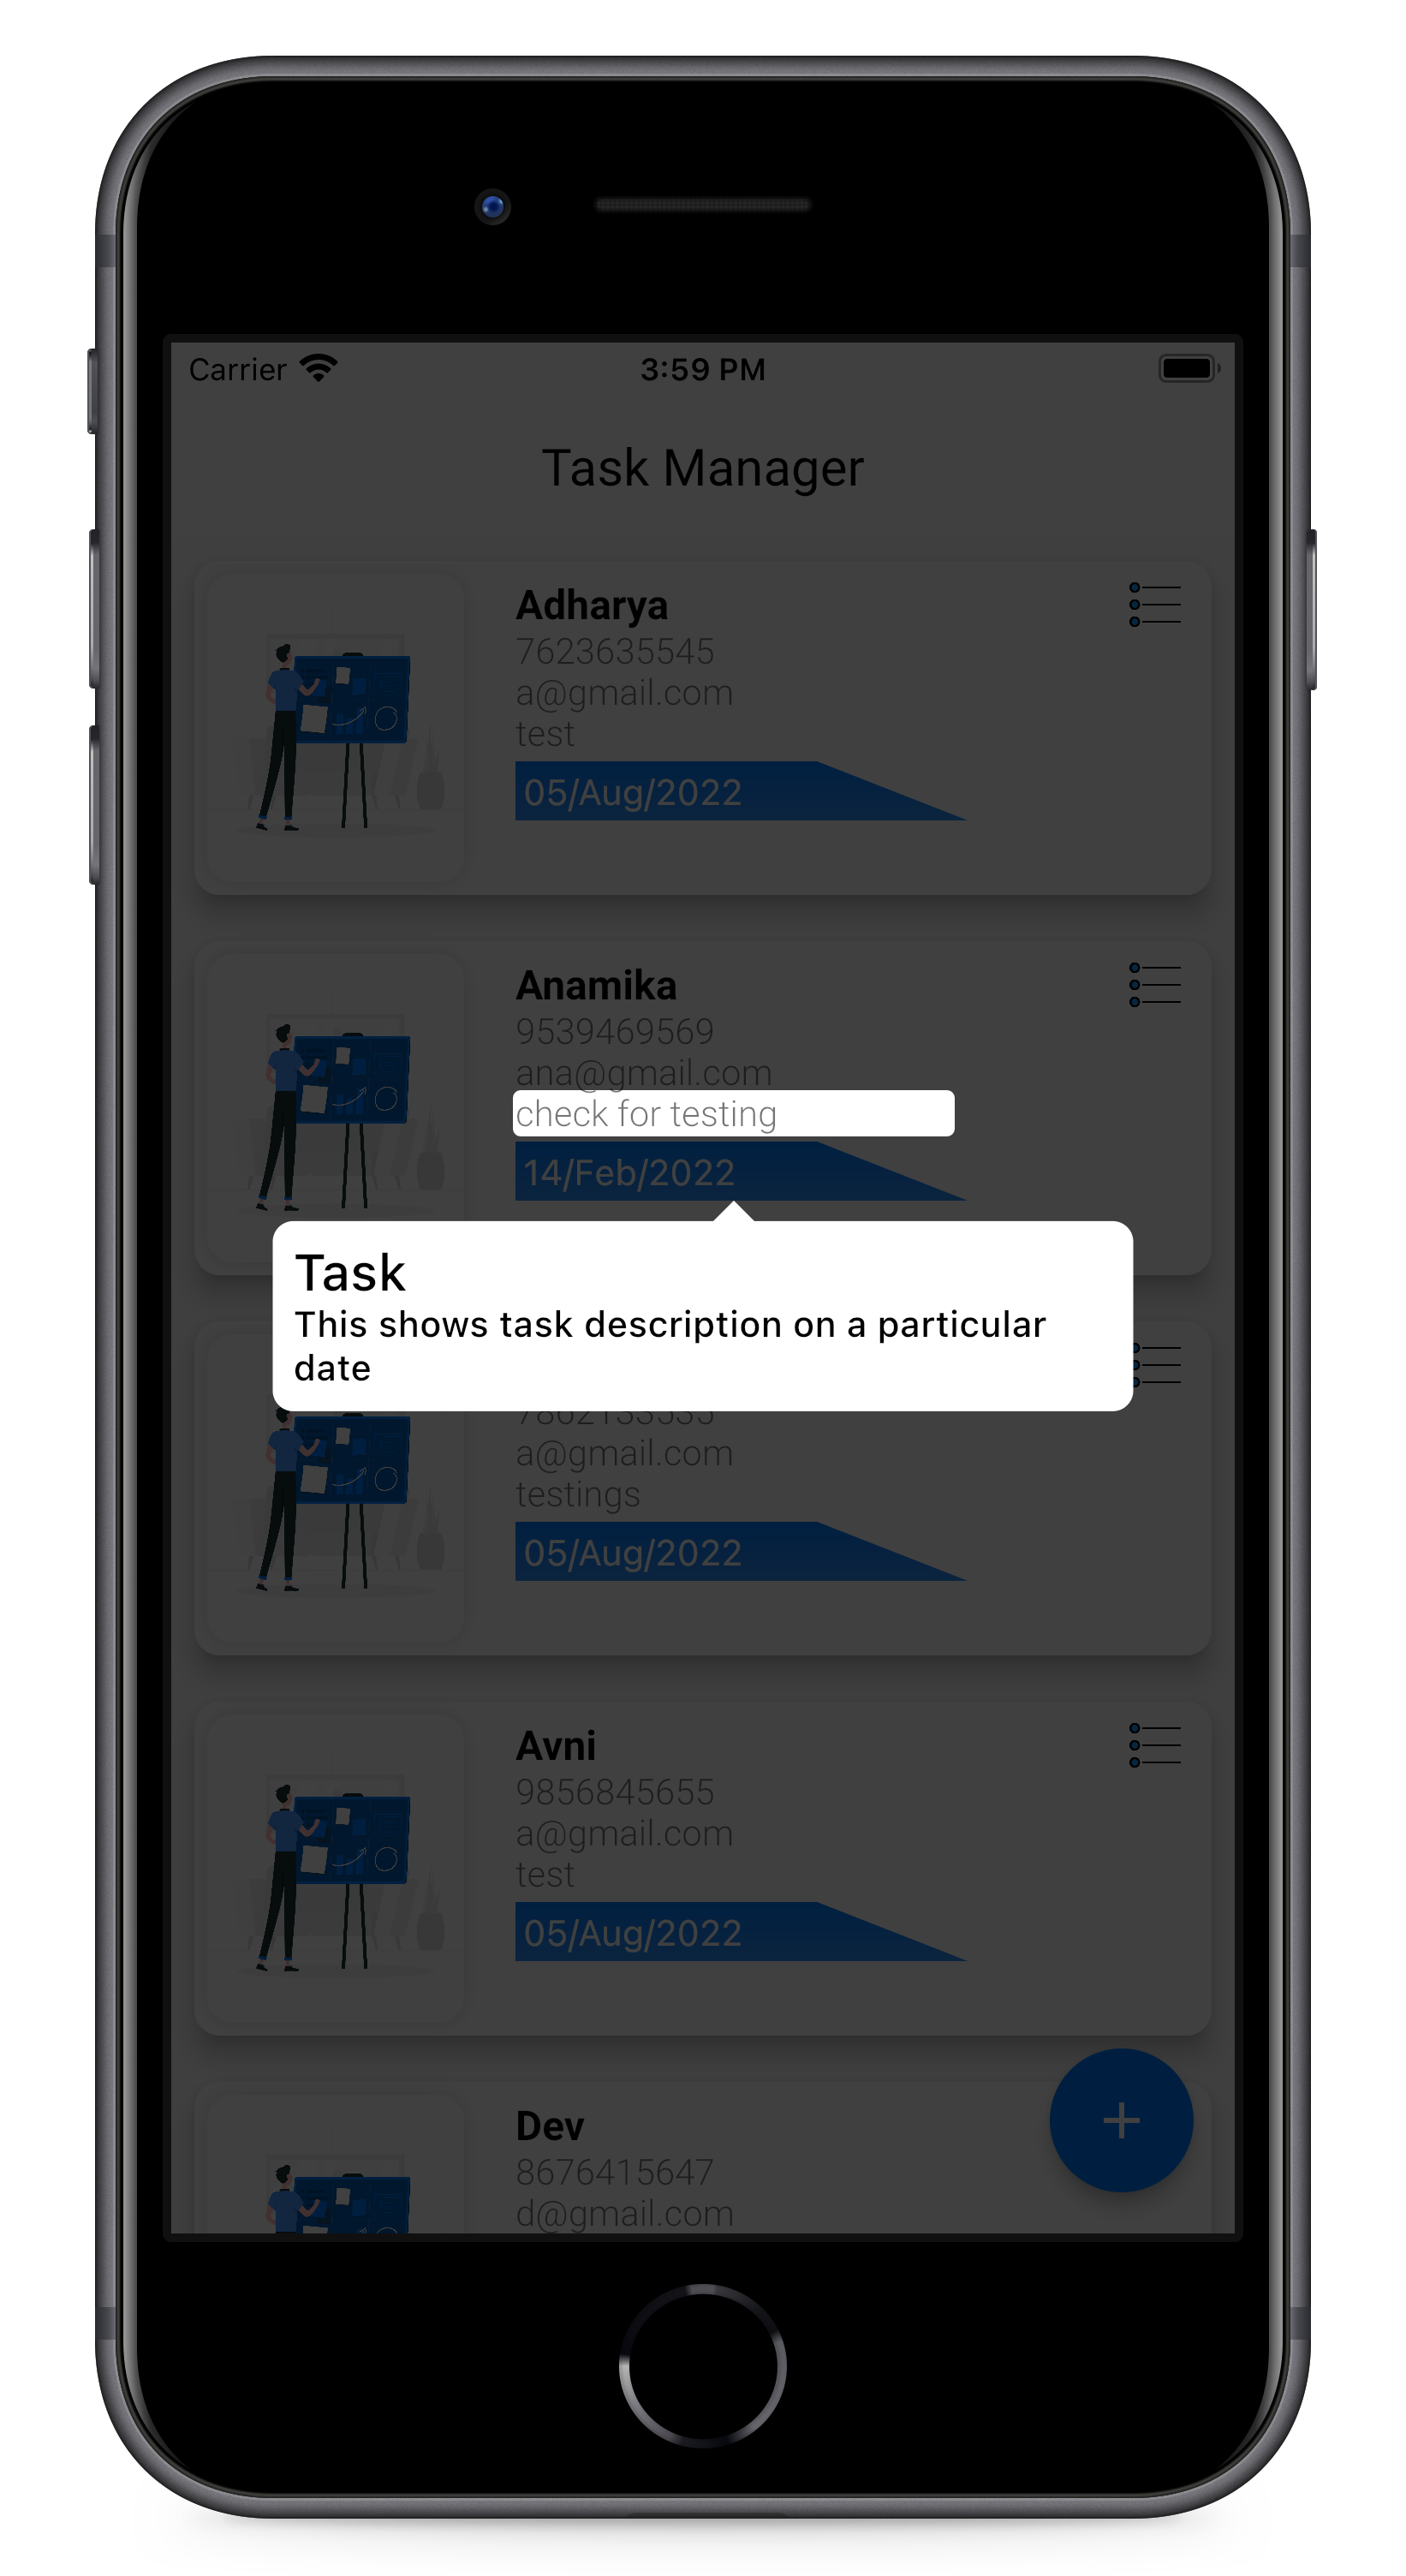 Carrier
3:59 PM
Task Manager
Adharya
7623635545
a@gmail.com
test
05/Aug/2022
Anamika
9539469569
ana@gmail.com
check for testing
14/Feb/2022
Task
This shows task description on a particular
date
a@gmail.com
testings
05/Aug/2022
Avni
9856845655
a@gmail.com
test
05/Aug/2022
Dev
8676415647
d@gmail.com
+